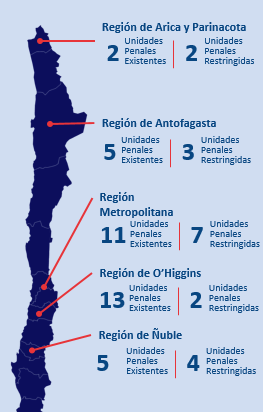 Región de Arica y Parinacota
2 Unidades Penales Existentes 2 Unidades Penales Restringidas
Región de Antofagasta
5 Unidades Penales Existentes 3 Unidades Penales Restringidas
Región
Metropolitana
11 Unidades Penales Existentes 7 Unidades Penales Restringidas
Región de O'Higgins
13 Unidades Penales Existentes 2 Unidades Penales Restringidas
Región de Ñuble
5 Unidades Penales Existentes 4 Unidades Penales Restringidas